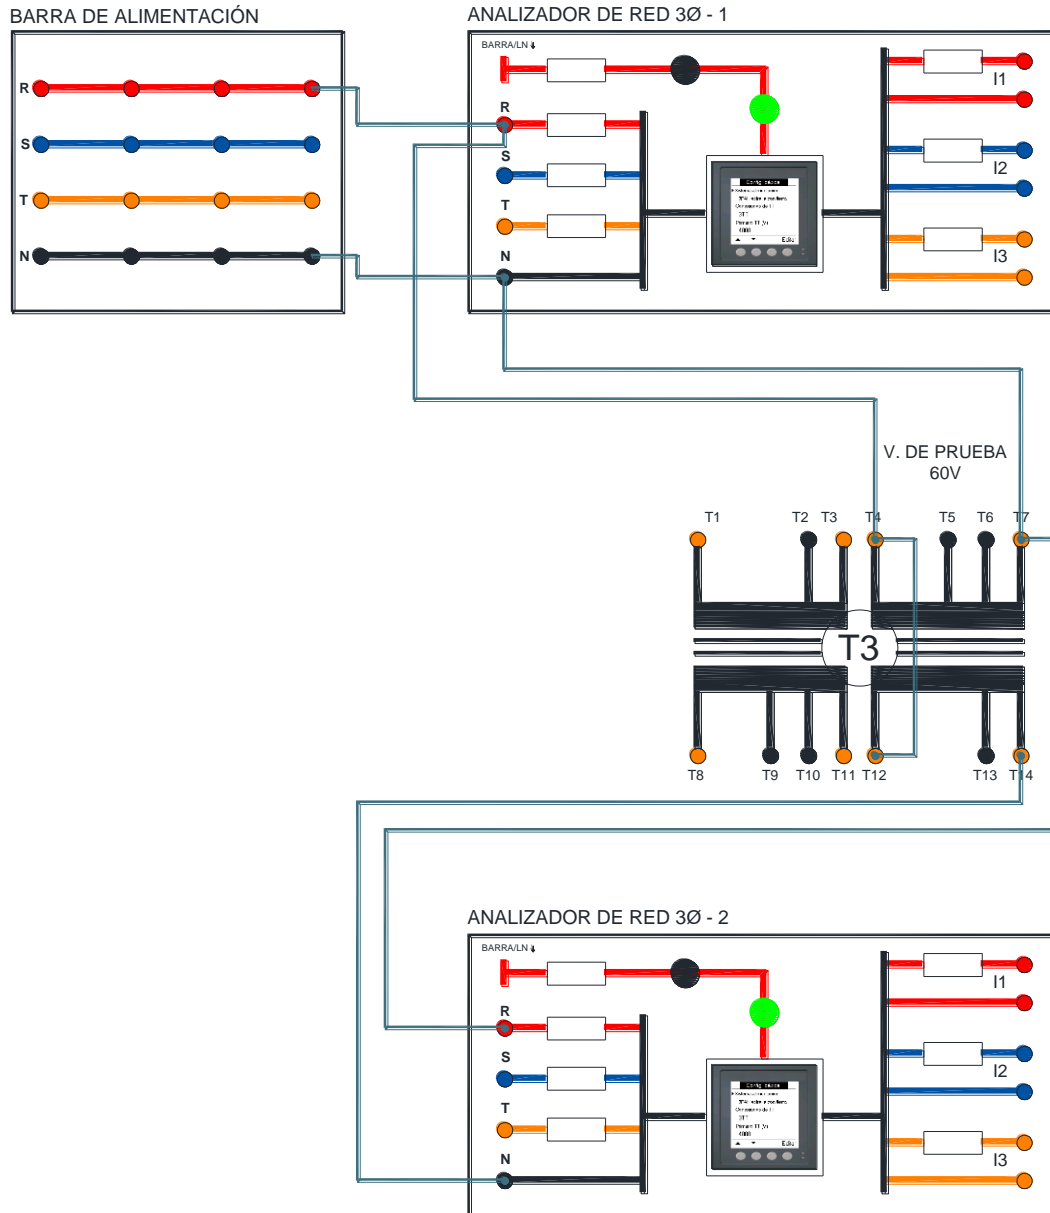 BARRA DE ALIMENTACIÓN
R
S
T
N
ANALIZADOR DE RED 3Ø - 1
BARRA/LN
R
S
T
N
I1
I2
I3
Edita
V. DE PRUEBA
60V
T1
T2
T3
T4
T5
T6
T7
T3
T8
T9
T10
T11
T12
T13
T14
ANALIZADOR DE RED 3Ø - 2
BARRA/LN
R
S
T
N
I1
I2
I3